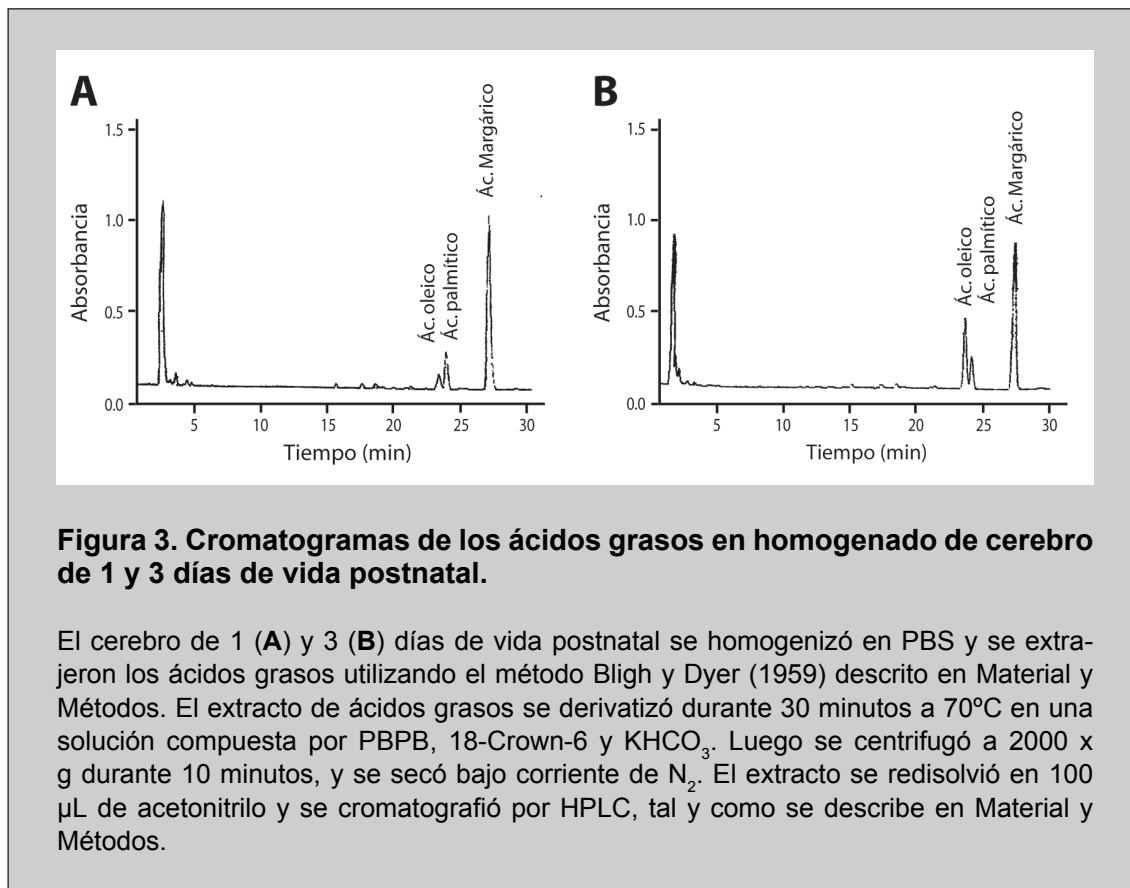 A
Absorbancia
1.5
1.0
0.5
0.0
5 10 15 20 25 30
Tiempo (min)
Ác. oleico
Ác. palmítico
Ác. Margárico
B
Absorbancia
1.5
1.0
0.5
0.0
5 10 15 20 25 30
Tiempo (min)
Ác. oleico
Ác. palmítico
Ác. Margárico
Figura 3. Cromatogramas de los ácidos grasos en homogenado de cerebro
de 1 y 3 días de vida postnatal.
El cerebro de 1 (A) y 3 (B) días de vida postnatal se homogenizó en PBS y se extra-
jeron los ácidos grasos utilizando el método Bligh y Dyer (1959) descrito en Material y
Métodos. El extracto de ácidos grasos se derivatizó durante 30 minutos a 70ºC en una
solución compuesta por PBPB, 18-Crown-6 y KHCO₃. Luego se centrifugó a 2000 x
g durante 10 minutos, y se secó bajo corriente de N₂. El extracto se redisolvió en 100
µL de acetonitrilo y se cromatografió por HPLC, tal y como se describe en Material y
Métodos.